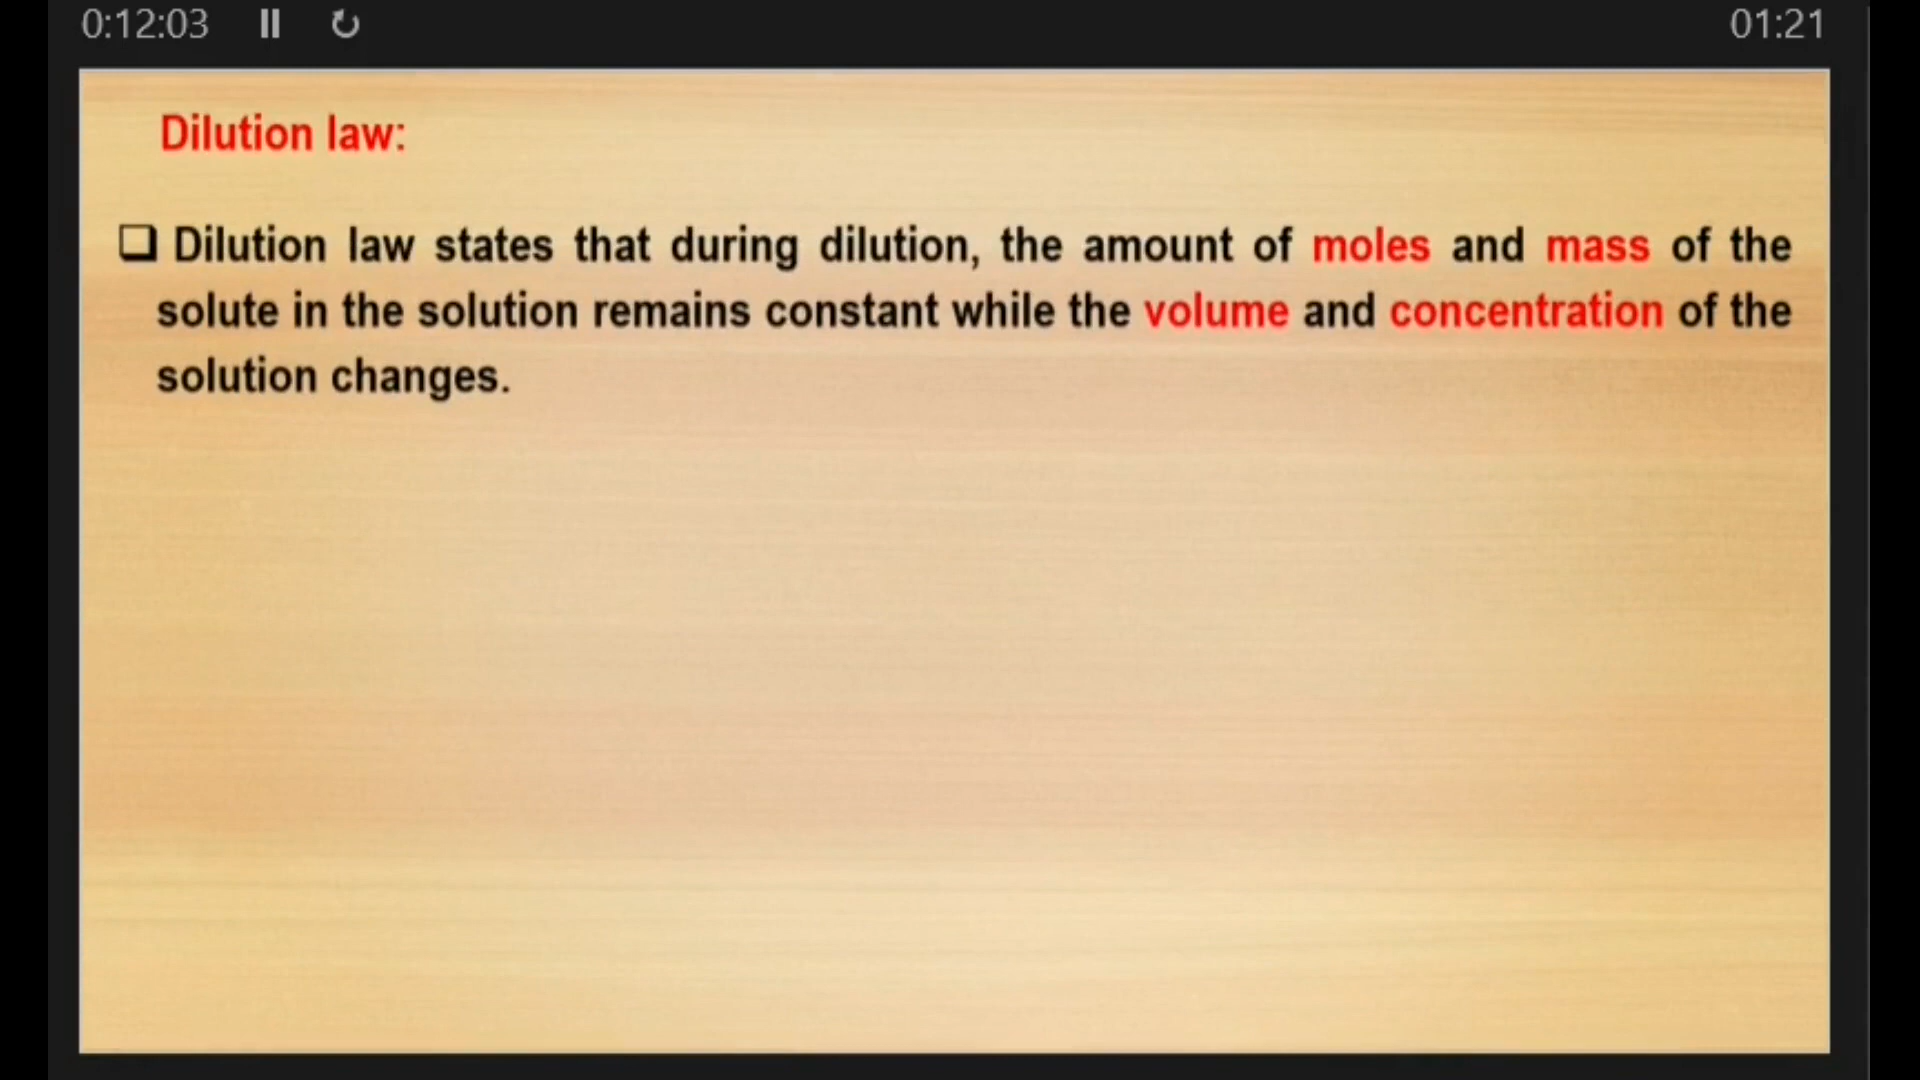 0:12:03 01:21
Dilution law:
❑ Dilution law states that during dilution, the amount of moles and mass of the
solute in the solution remains constant while the volume and concentration of the
solution changes.